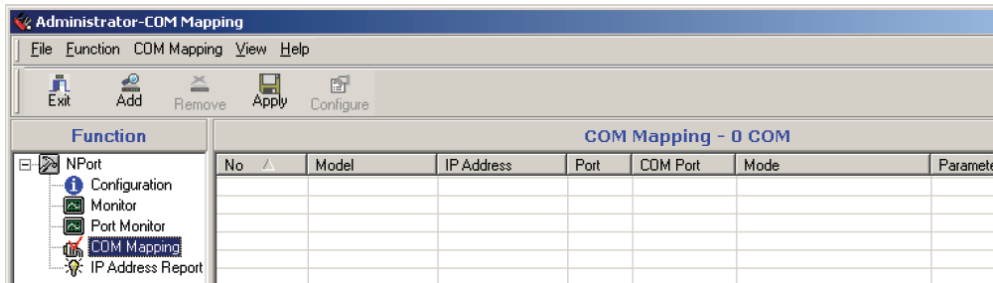 Administrator-COM Mapping
File Function COM Mapping View Help
Exit Add Remove Apply Configure
Function
COM Mapping - 0 COM
No Model IP Address Port COM Port Mode Paramete
NPort
Configuration
Monitor
Port Monitor
COM Mapping
IP Address Report